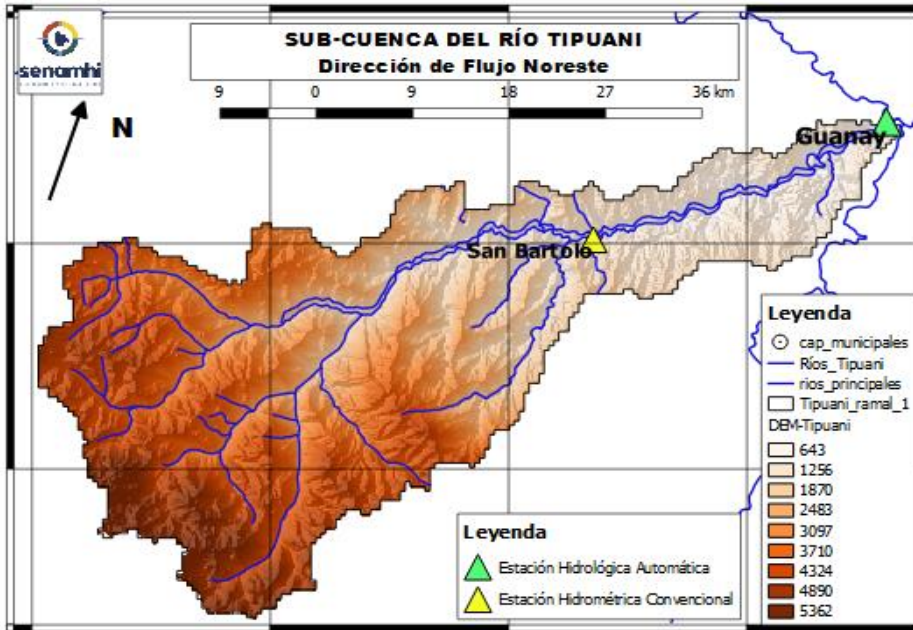 SUB-CUENCA DEL RÍO TIPUANI
Dirección de Flujo Noreste
senamhi
9 0 9 18 27 36 km
N
Guanay
San Bartolo
Leyenda
cap_municipales
Ríos_Tipuani
rios_principales
Tipuani_ramal_1
DEM-Tipuani
643
1256
1870
2483
3097
3710
4324
4890
5362
Leyenda
Estación Hidrológica Automática
Estación Hidrométrica Convencional